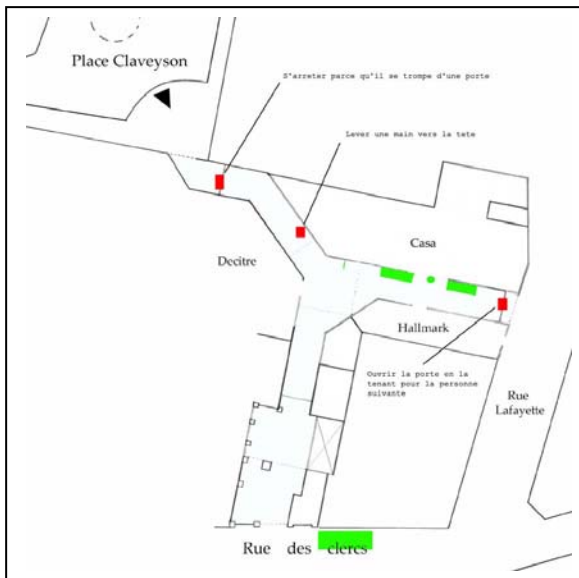 Place Claveyson
S'arreter parce qu'il se trompe d'une porte
Lever une main vers la tete
Casa
Decitre
Hallmark
Ouvrir la porte en la
tenant pour la personne
suivante
Rue
Lafayette
Rue des clercs